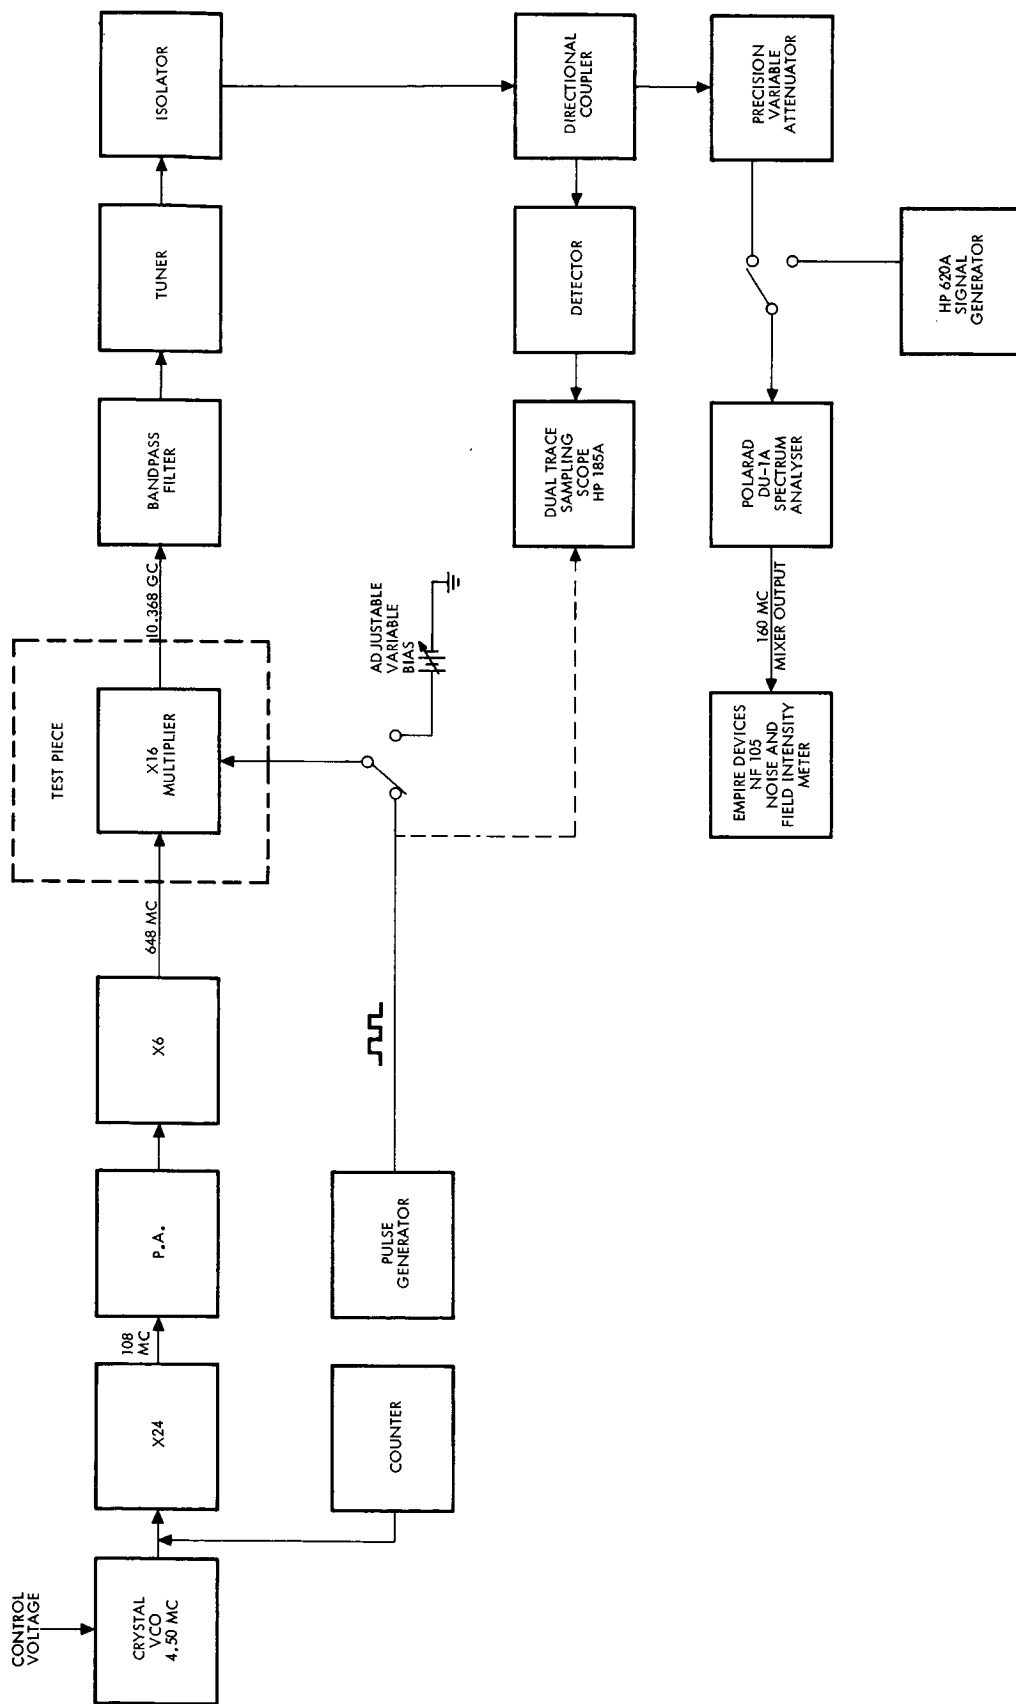 CONTROL
VOLTAGE
CRYSTAL
VCO
4.50 MC
X24
108
MC
P.A.
X6
648 MC
TEST PIECE
X16
MULTIPLIER
10.368 GC
BANDPASS
FILTER
TUNER
ISOLATOR
COUNTER
PULSE
GENERATOR
ADJUSTABLE
VARIABLE
BIAS
DUAL TRACE
SAMPLING
SCOPE
HP 185A
DETECTOR
DIRECTIONAL
COUPLER
EMPIRE DEVICES
NF 105
NOISE AND
FIELD INTENSITY
METER
160 MC
MIXER OUTPUT
POLARAD
DU-1A
SPECTRUM
ANALYSER
PRECISION
VARIABLE
ATTENUATOR
HP 620A
SIGNAL
GENERATOR